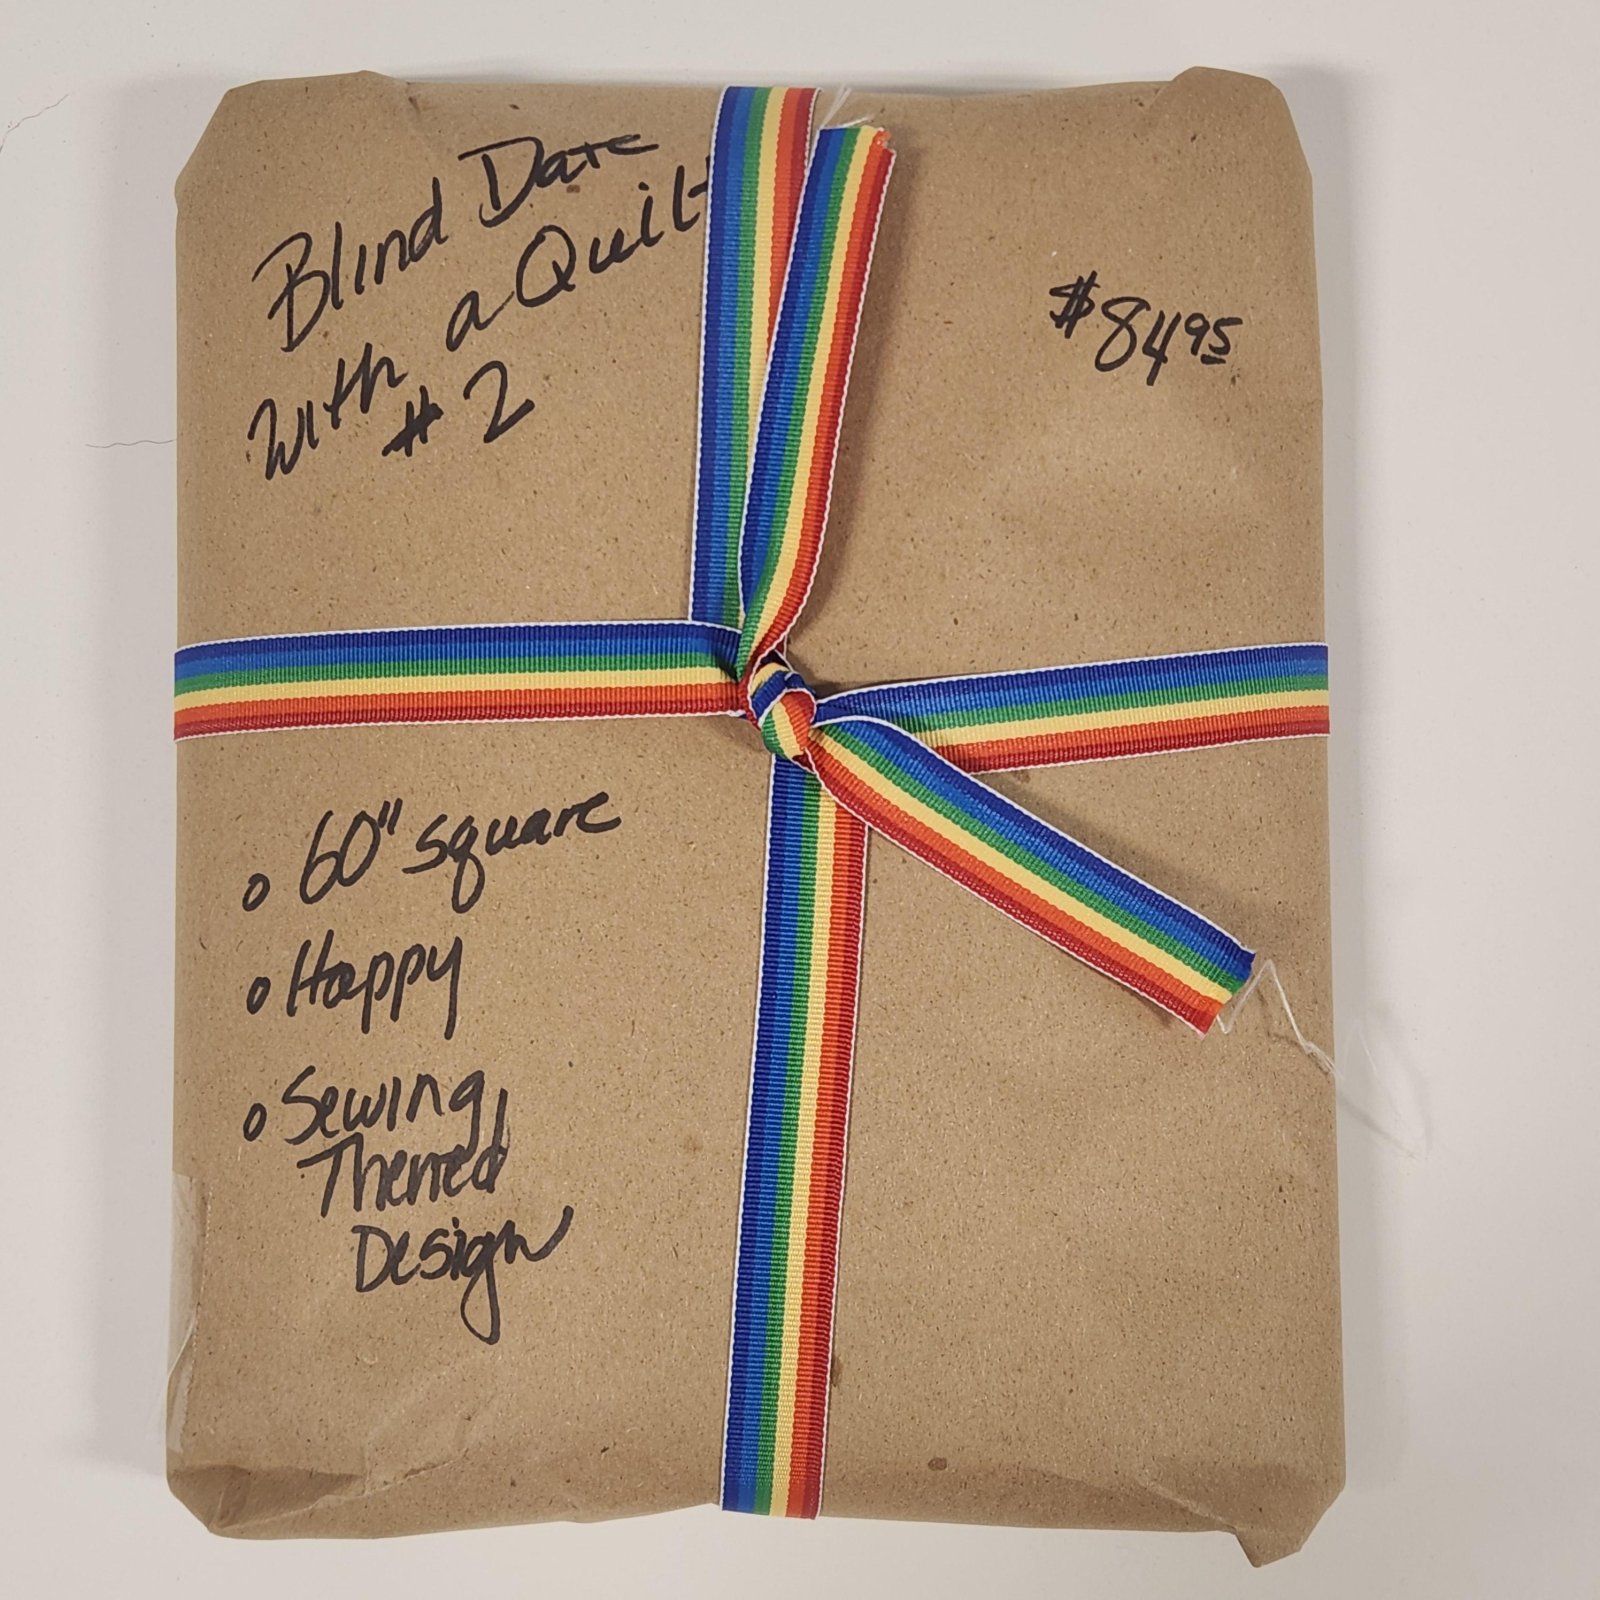 Blind Date
With a Quilt
# 2
$84.95
o 60" square
o Happy
o Sewing
Themed
Design